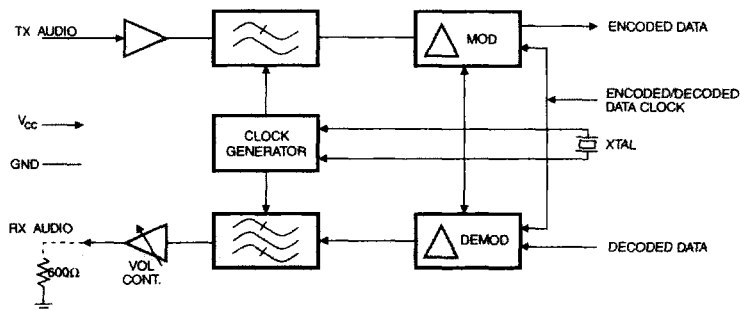 TX AUDIO
MOD
ENCODED DATA
ENCODED/DECODED
DATA CLOCK
VCC
CLOCK
GENERATOR
XTAL
GND
RX AUDIO
DEMOD
DECODED DATA
600Ω
VOL
CONT.